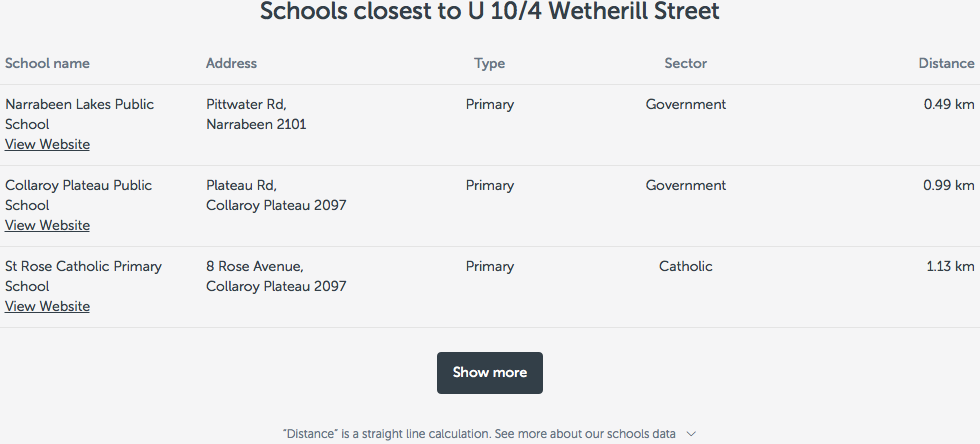 Schools closest to U 10/4 Wetherill Street
School name Address Type Sector Distance
Narrabeen Lakes Public Pittwater Rd, Primary Government 0.49 km
School Narrabeen 2101
View Website
Collaroy Plateau Public Plateau Rd, Primary Government 0.99 km
School Collaroy Plateau 2097
View Website
St Rose Catholic Primary 8 Rose Avenue, Primary Catholic 1.13 km
School Collaroy Plateau 2097
View Website
Show more
“Distance” is a straight line calculation. See more about our schools data